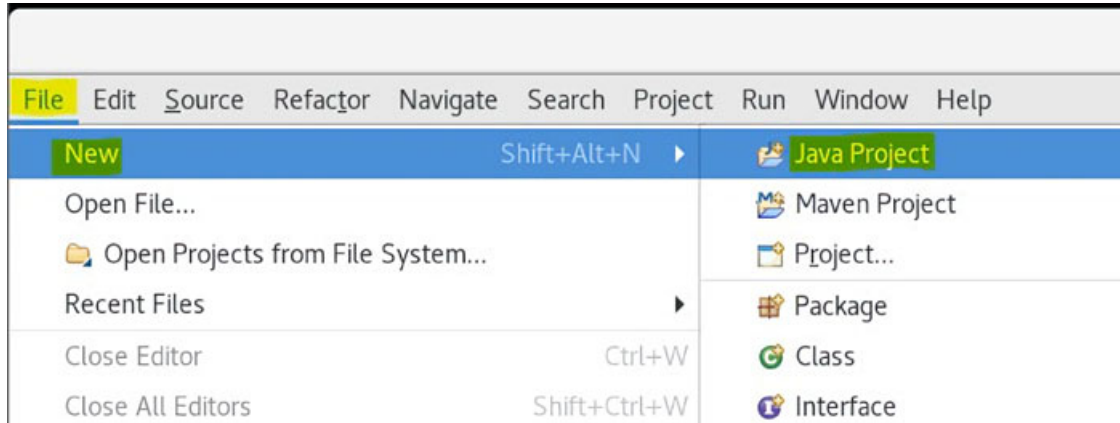 File Edit Source Refactor Navigate Search Project Run Window Help
New Shift+Alt+N
Open File...
Open Projects from File System...
Recent Files
Close Editor Ctrl+W
Close All Editors Shift+Ctrl+W
Java Project
Maven Project
Project...
Package
Class
Interface